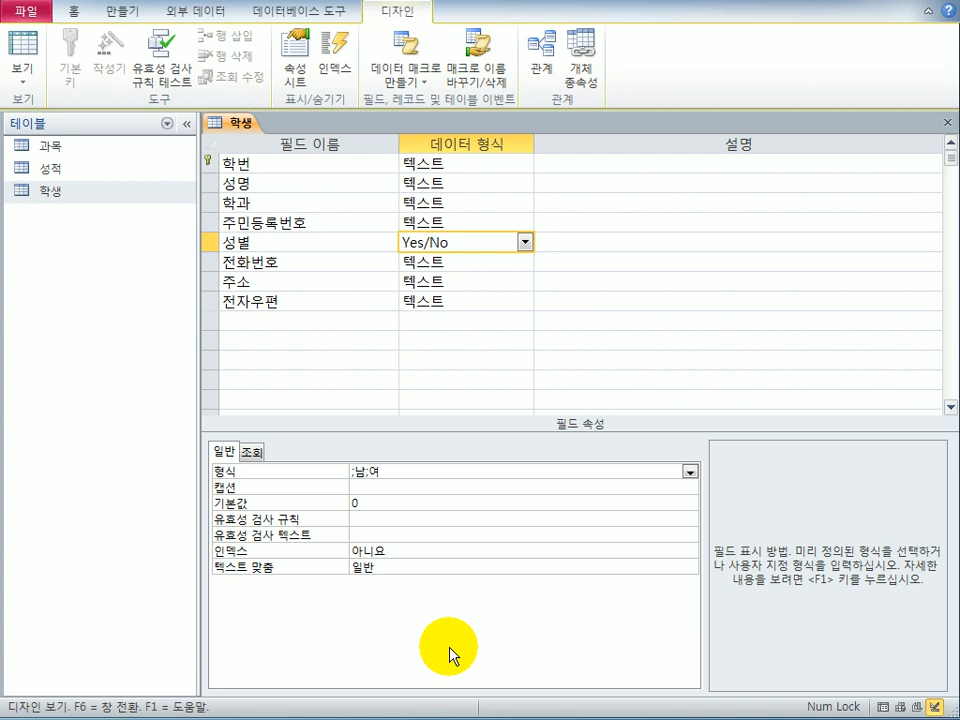 파일 홈 만들기 외부 데이터 데이터베이스 도구 디자인
보기 기본 키 작성기 유효성 검사 규칙 테스트 행 삽입 행 삭제 조회 수정 속성 시트 인덱스 데이터 매크로 만들기 매크로 이름 바꾸기/삭제 관계 개체 종속성
보기 도구 표시/숨기기 필드, 레코드 및 테이블 이벤트 관계
테이블 «
과목
성적
학생
학생
필드 이름 데이터 형식 설명
학번 텍스트
성명 텍스트
학과 텍스트
주민등록번호 텍스트
성별 Yes/No
전화번호 텍스트
주소 텍스트
전자우편 텍스트
필드 속성
일반 조회
형식 ;남;여
캡션
기본값 0
유효성 검사 규칙
유효성 검사 텍스트
인덱스 아니요
텍스트 맞춤 일반
필드 표시 방법. 미리 정의된 형식을 선택하거
나 사용자 지정 형식을 입력하십시오. 자세한
내용을 보려면 <F1> 키를 누르십시오.
디자인 보기. F6 = 창 전환. F1 = 도움말. Num Lock